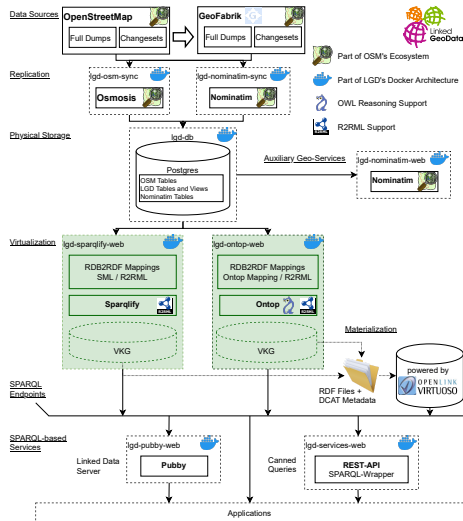 Data Sources
OpenStreetMap
Full Dumps
Changesets
GeoFabrik
Full Dumps
Changesets
Linked
GeoData
Part of OSM's Ecosystem
Part of LGD's Docker Architecture
OWL Reasoning Support
R2RML
R2RML Support
Replication
lgd-osm-sync
Osmosis
lgd-nominatim-sync
Nominatim
Physical Storage
lgd-db
Postgres
OSM Tables
LGD Tables and Views
Nominatim Tables
Auxiliary Geo-Services
lgd-nominatim-web
Nominatim
Virtualization
lgd-sparqlify-web
RDB2RDF Mappings
SML / R2RML
Sparqlify
R2RML
VKG
lgd-ontop-web
RDB2RDF Mappings
Ontop Mapping / R2RML
Ontop
R2RML
VKG
Materialization
RDF Files +
DCAT Metadata
powered by
OPENLINK
VIRTUOSO
SPARQL
Endpoints
SPARQL-based
Services
lgd-pubby-web
Linked Data
Server
Pubby
lgd-services-web
Canned
Queries
REST-API
SPARQL-Wrapper
Applications